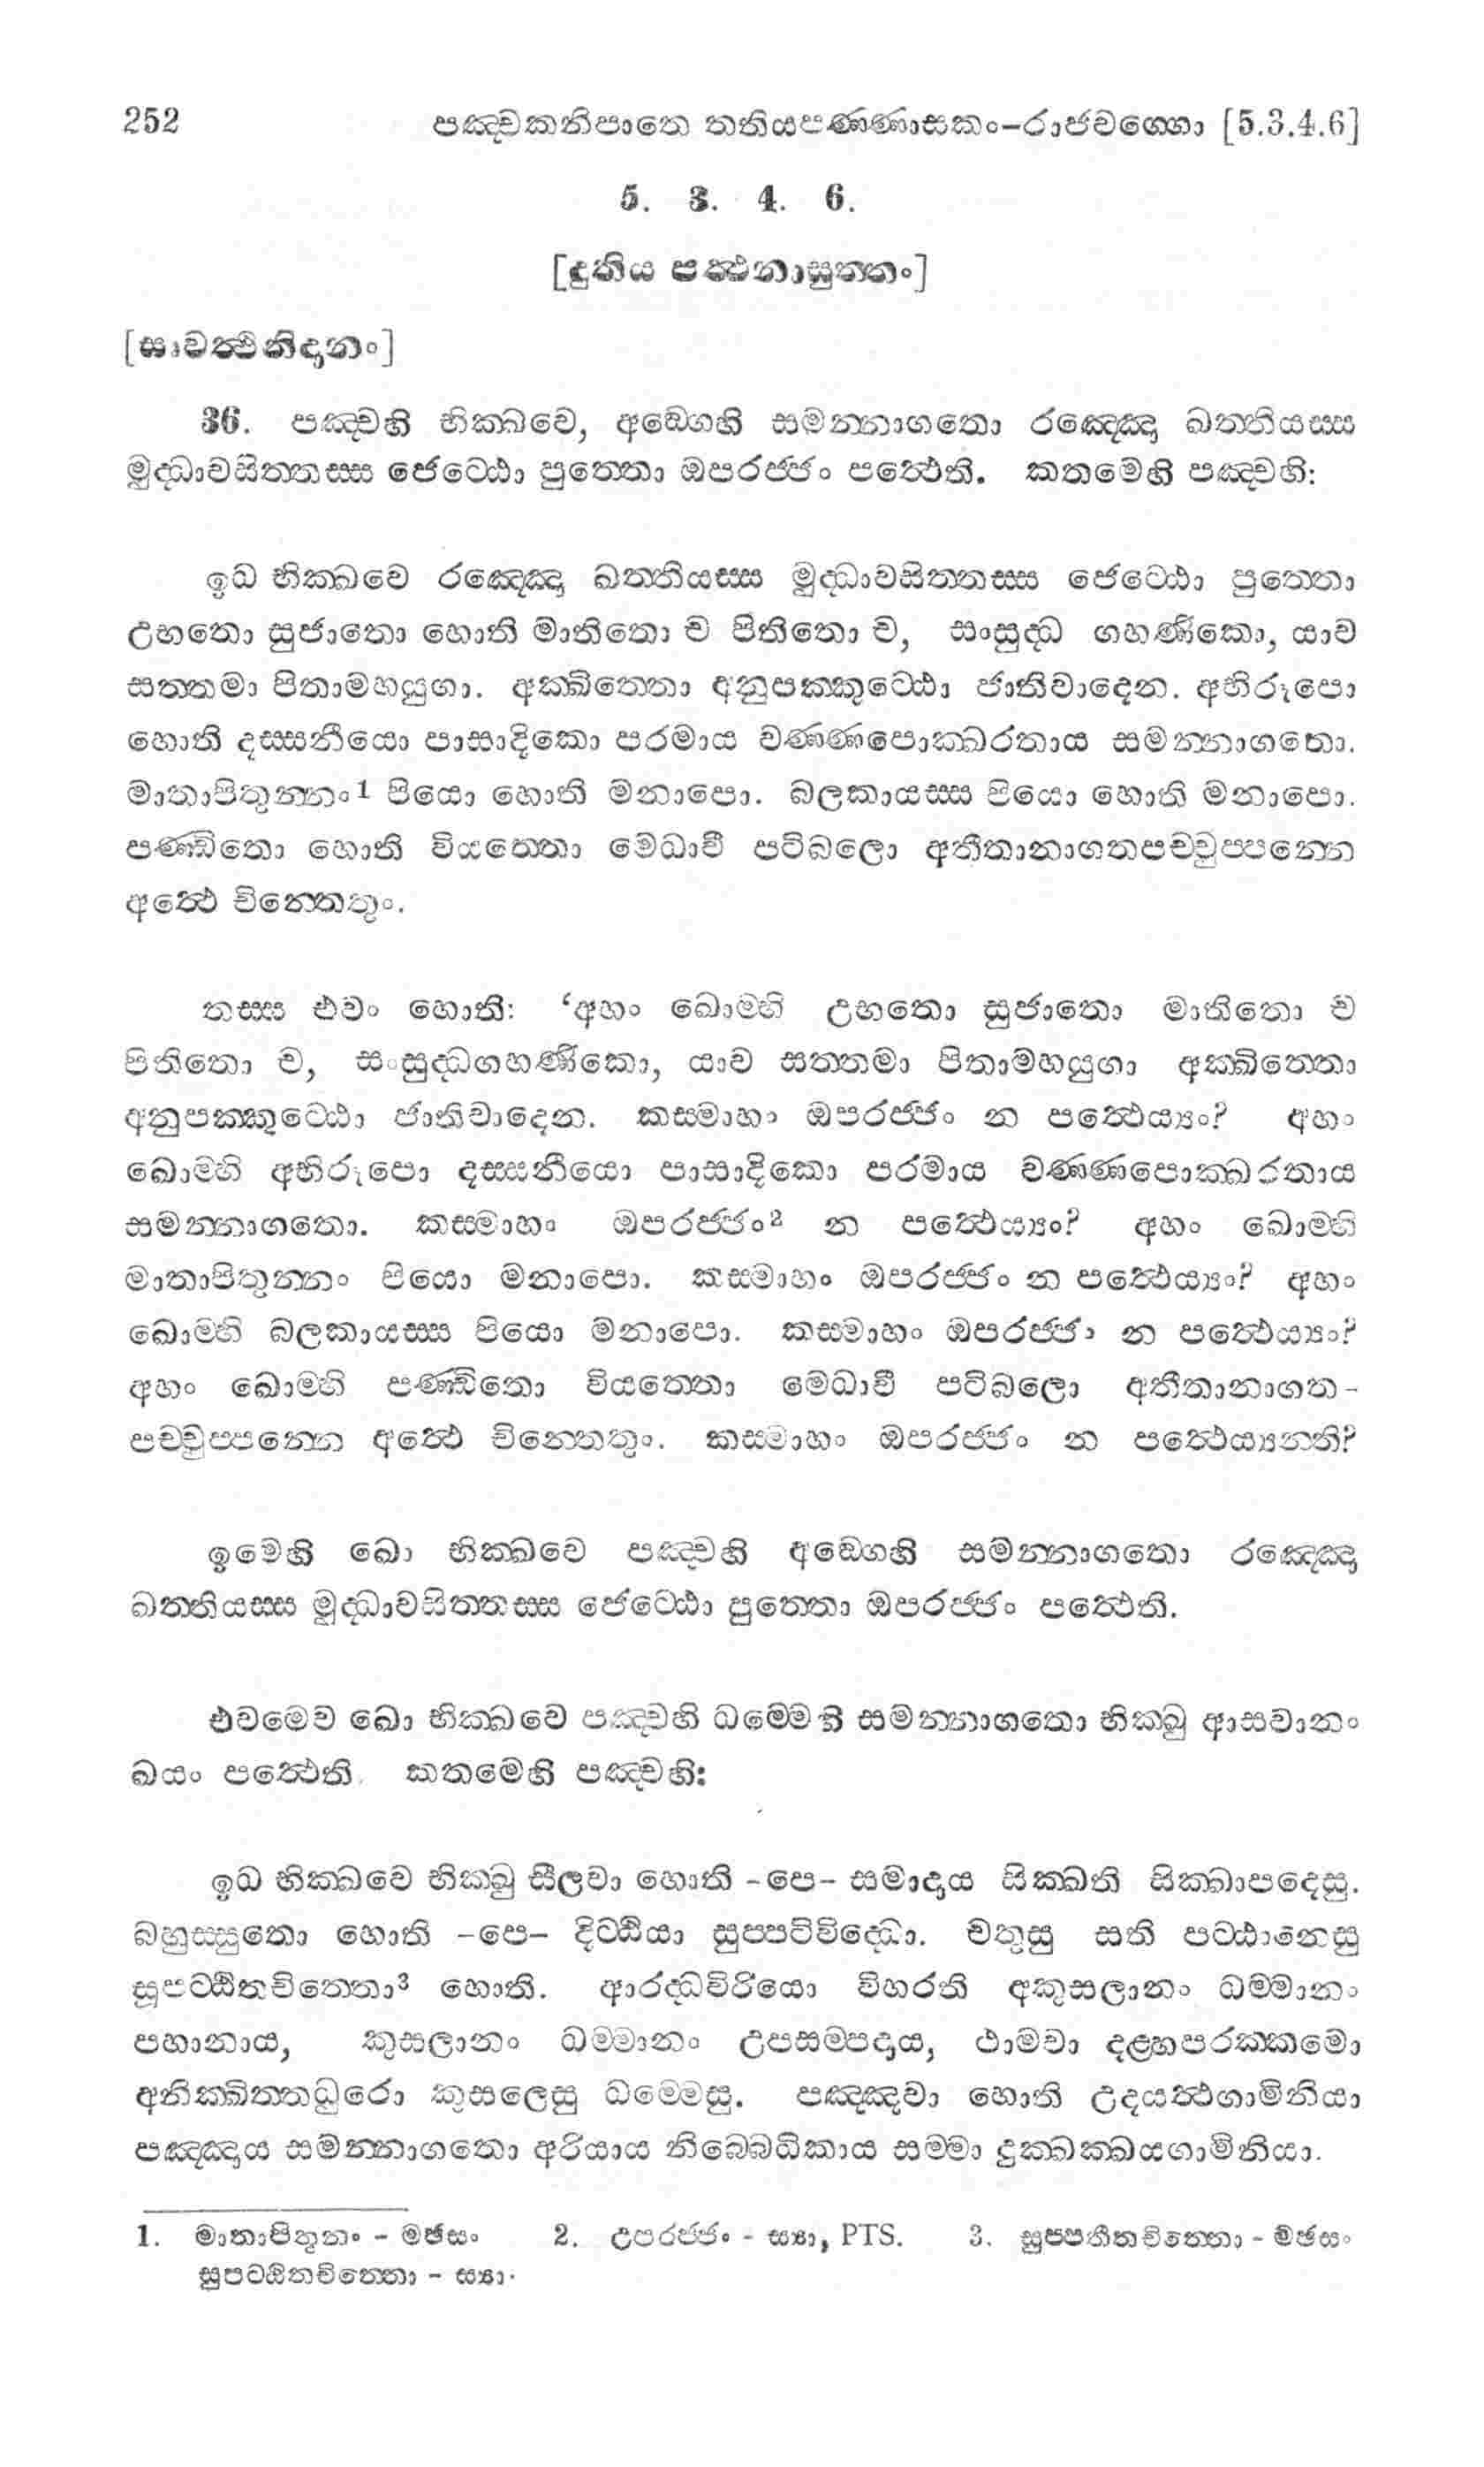 252 පඤ්චකනිපාතෙ තතියපණ්ණාසකං-රාජවග්ගො [5.3.4.6]
5. 3. 4. 6.
[දුතිය පත්ථනාසුත්තං]
[සාවත්ථිනිදානං]
36. පඤ්චහි භික්ඛවෙ, අඞ්ගෙහි සමන්නාගතො රඤ්ඤො ඛත්තියස්ස
මුද්ධාවසිත්තස්ස ජෙට්ඨො පුත්තො ඔපරජ්ජං පත්ථෙති. කතමෙහි පඤ්චහි:
ඉධ භික්ඛවෙ රඤ්ඤො ඛත්තියස්ස මුද්ධාවසිත්තස්ස ජෙට්ඨො පුත්තො
උභතො සුජාතො හොති මාතිතො ච පිතිතො ච, සංසුද්ධ ගහණිකො, යාව
සත්තමා පිතාමහයුගා. අක්ඛිත්තො අනුපක්කුට්ඨො ජාතිවාදෙන. අභිරූපො
හොති දස්සනීයො පාසාදිකො පරමාය වණ්ණපොක්ඛරතාය සමන්නාගතො.
මාතාපිතුන්නං1 පියො හොති මනාපො. බලකායස්ස පියො හොති මනාපො.
පණ්ඩිතො හොති වියත්තො මෙධාවී පටිබලො අතීතානාගතපච්චුප්පන්නෙ
අත්ථෙ චින්තෙතුං.
තස්ස එවං හොති: ‘අහං ඛොම්හි උභතො සුජාතො මාතිතො ච
පිතිතො ච, සංසුද්ධගහණිකො, යාව සත්තමා පිතාමහයුගා අක්ඛිත්තො
අනුපක්කුට්ඨො ජාතිවාදෙන. කස්මාහං ඔපරජ්ජං න පත්ථෙය්‍යං? අහං
ඛොම්හි අභිරූපො දස්සනීයො පාසාදිකො පරමාය වණ්ණපොක්ඛරතාය
සමන්නාගතො. කස්මාහං ඔපරජ්ජං2 න පත්ථෙය්‍යං? අහං ඛොම්හි
මාතාපිතුන්නං පියො මනාපො. කස්මාහං ඔපරජ්ජං න පත්ථෙය්‍යං? අහං
ඛොම්හි බලකායස්ස පියො මනාපො. කස්මාහං ඔපරජ්ජං න පත්ථෙය්‍යං?
අහං ඛොම්හි පණ්ඩිතො වියත්තො මෙධාවී පටිබලො අතීතානාගත-
පච්චුප්පන්නෙ අත්ථෙ චින්තෙතුං. කස්මාහං ඔපරජ්ජං න පත්ථෙය්‍යන්ති?
ඉමෙහි ඛො භික්ඛවෙ පඤ්චහි අඞ්ගෙහි සමන්නාගතො රඤ්ඤො
ඛත්තියස්ස මුද්ධාවසිත්තස්ස ජෙට්ඨො පුත්තො ඔපරජ්ජං පත්ථෙති.
එවමෙව ඛො භික්ඛවෙ පඤ්චහි ධම්මෙහි සමන්නාගතො භික්ඛු ආසවානං
ඛයං පත්ථෙති. කතමෙහි පඤ්චහි:
ඉධ භික්ඛවෙ භික්ඛු සීලවා හොති -පෙ- සමාදාය සික්ඛති සික්ඛාපදෙසු.
බහුස්සුතො හොති -පෙ- දිට්ඨියා සුප්පටිවිද්ධො. චතුසු සති පට්ඨානෙසු
සූපට්ඨිතචිත්තො3 හොති. ආරද්ධවිරියො විහරති අකුසලානං ධම්මානං
පහානාය, කුසලානං ධම්මානං උපසම්පදාය, ථාමවා දළ්හපරක්කමො
අනික්ඛිත්තධුරො කුසලෙසු ධම්මෙසු. පඤ්ඤවා හොති උදයත්ථගාමිනියා
පඤ්ඤාය සමන්නාගතො අරියාය නිබ්බෙධිකාය සම්මා දුක්ඛක්ඛයගාමිනියා.
1. මාතාපිතුනං - මඡසං 2. උපරජ්ජං - ස්‍යා, PTS. 3. සුප්පතීතචිත්තො - මඡසං
සුපට්ඨිතචිත්තො - ස්‍යා.